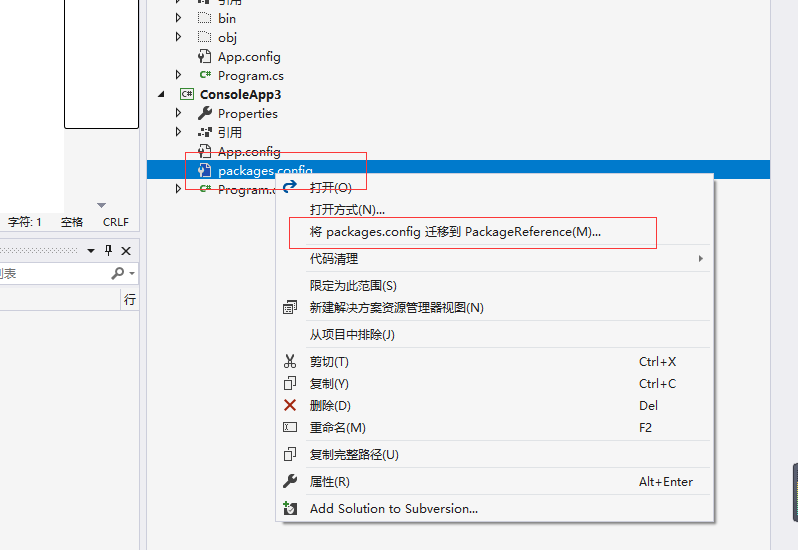 引用
bin
obj
App.config
C# Program.cs
C# ConsoleApp3
Properties
引用
App.config
packages.config
C# Program.c
打开(O)
打开方式(N)...
将 packages.config 迁移到 PackageReference(M)...
代码清理
限定为此范围(S)
新建解决方案资源管理器视图(N)
从项目中排除(J)
剪切(T) Ctrl+X
复制(Y) Ctrl+C
删除(D) Del
重命名(M) F2
复制完整路径(U)
属性(R) Alt+Enter
Add Solution to Subversion...
字符: 1 空格 CRLF
列表
行